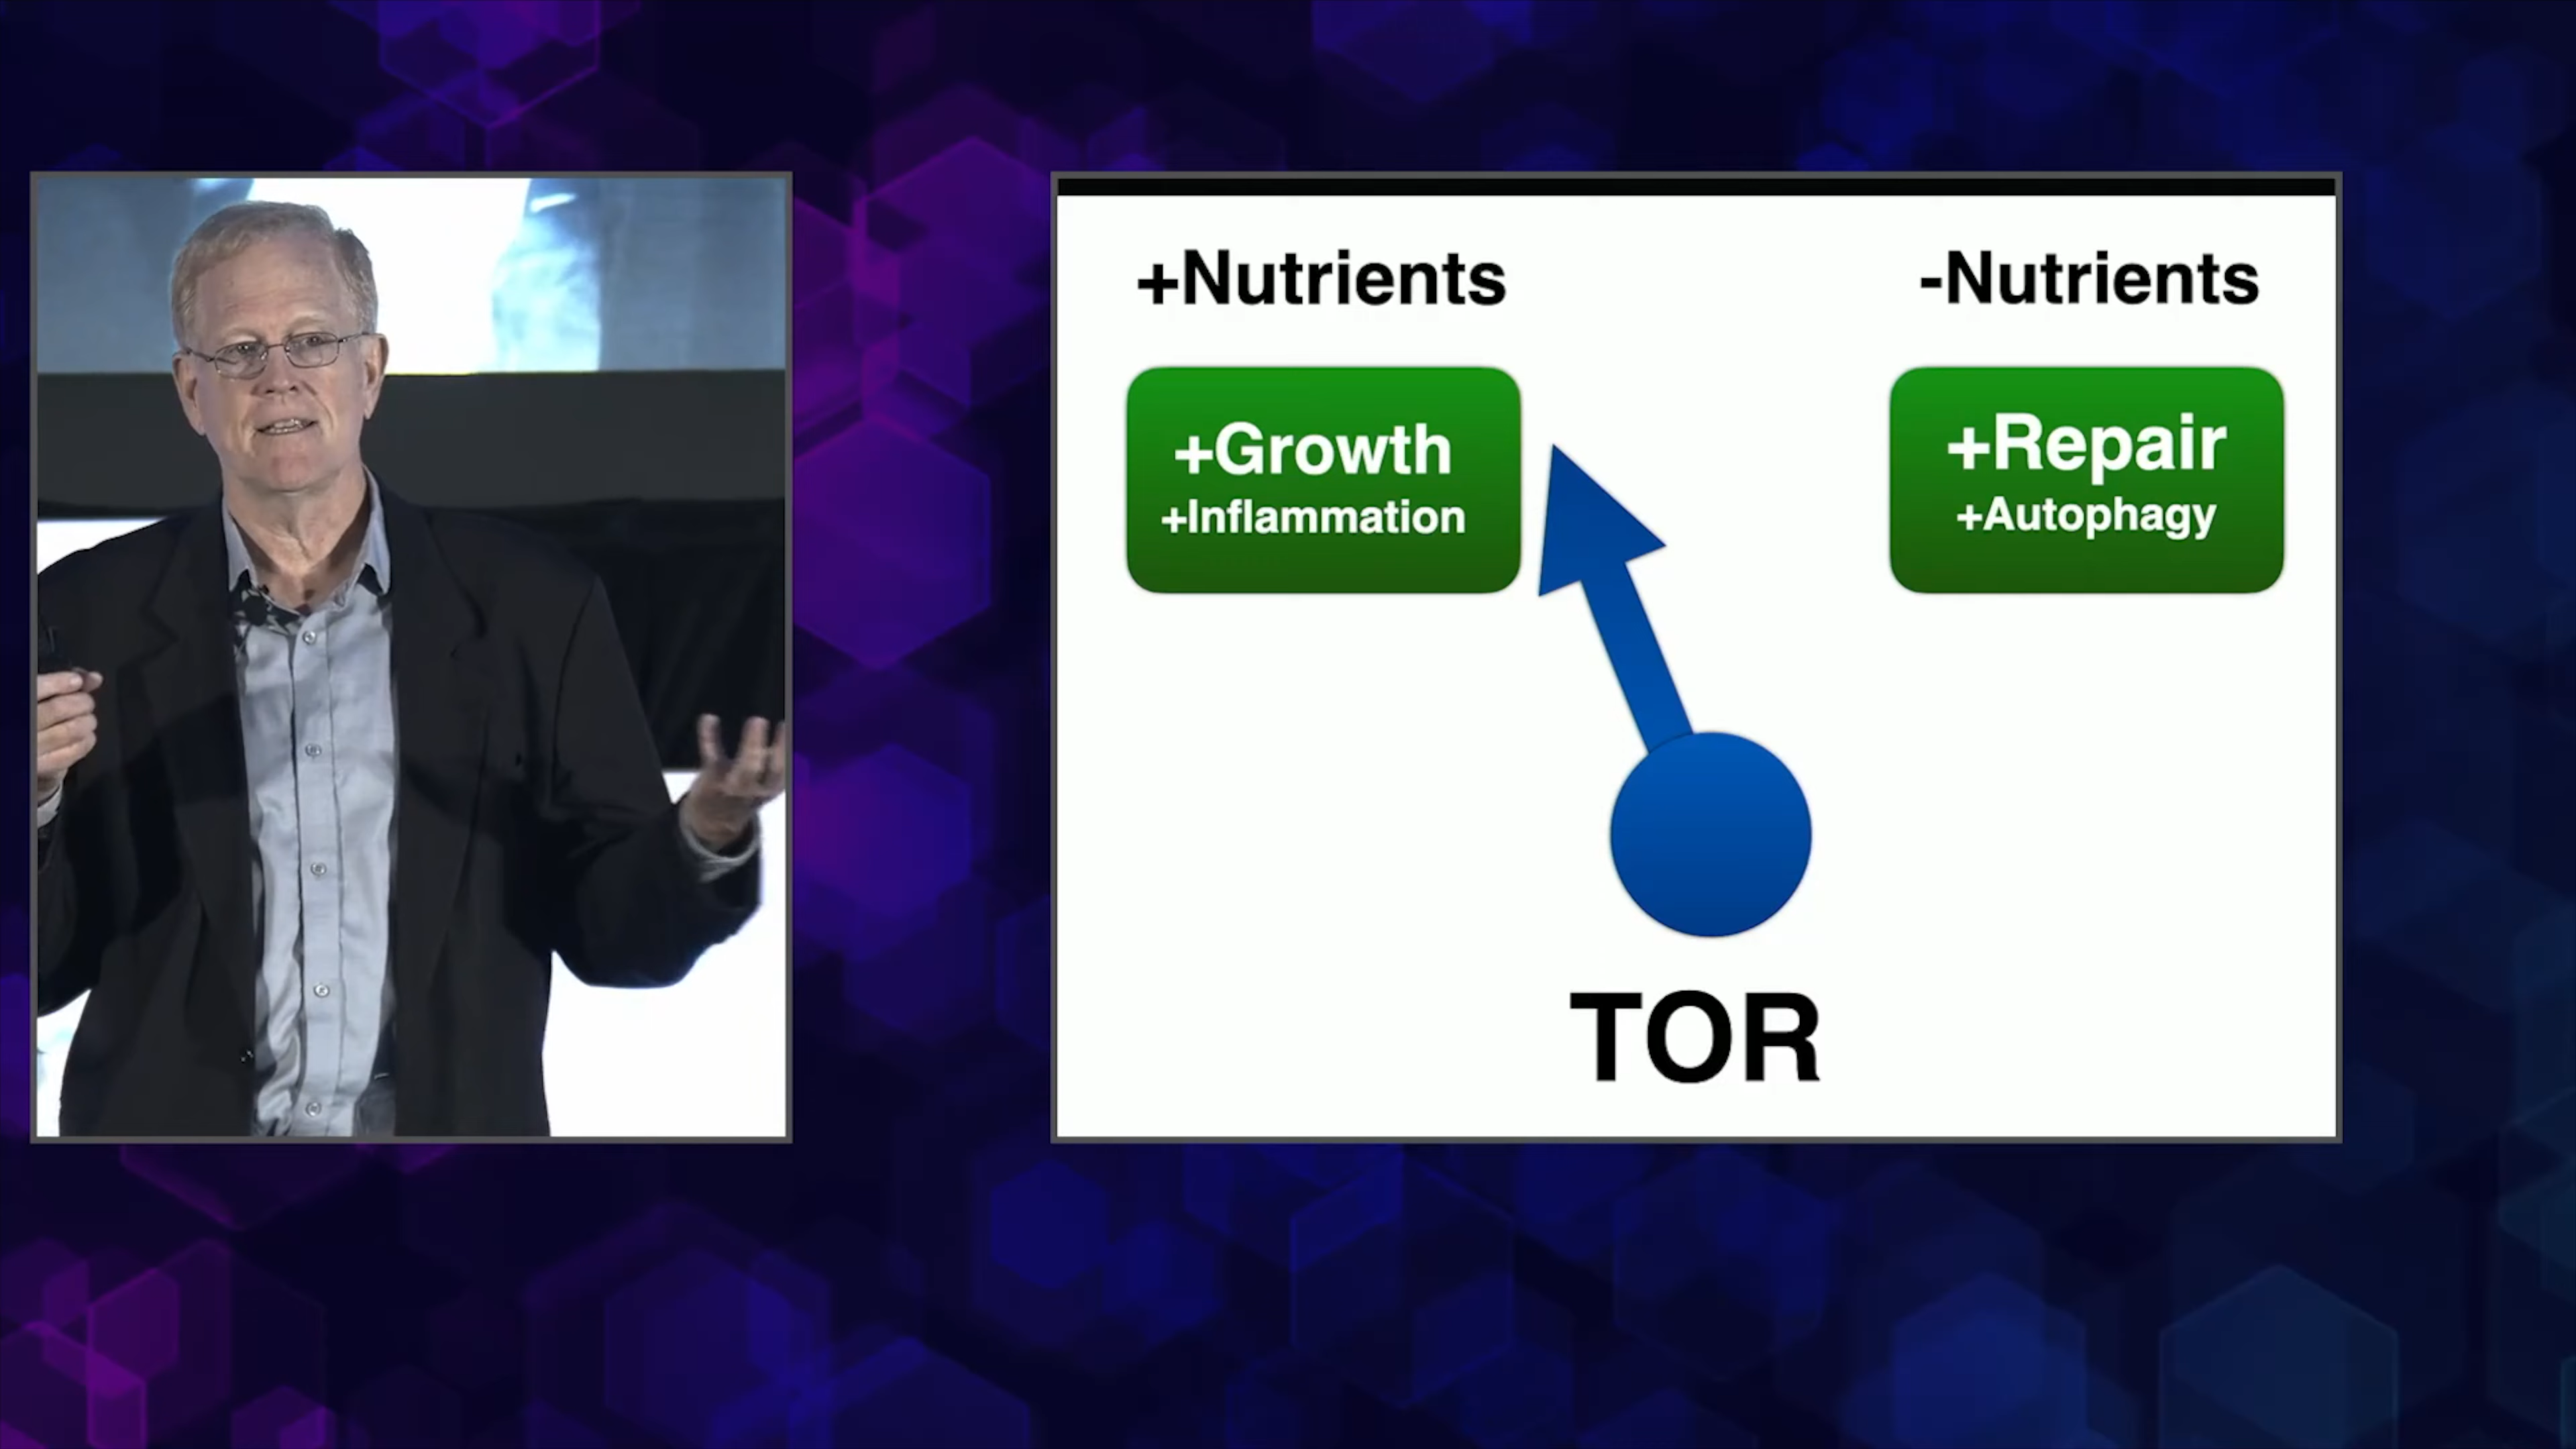 +Nutrients
-Nutrients
+Growth
+Inflammation
+Repair
+Autophagy
TOR